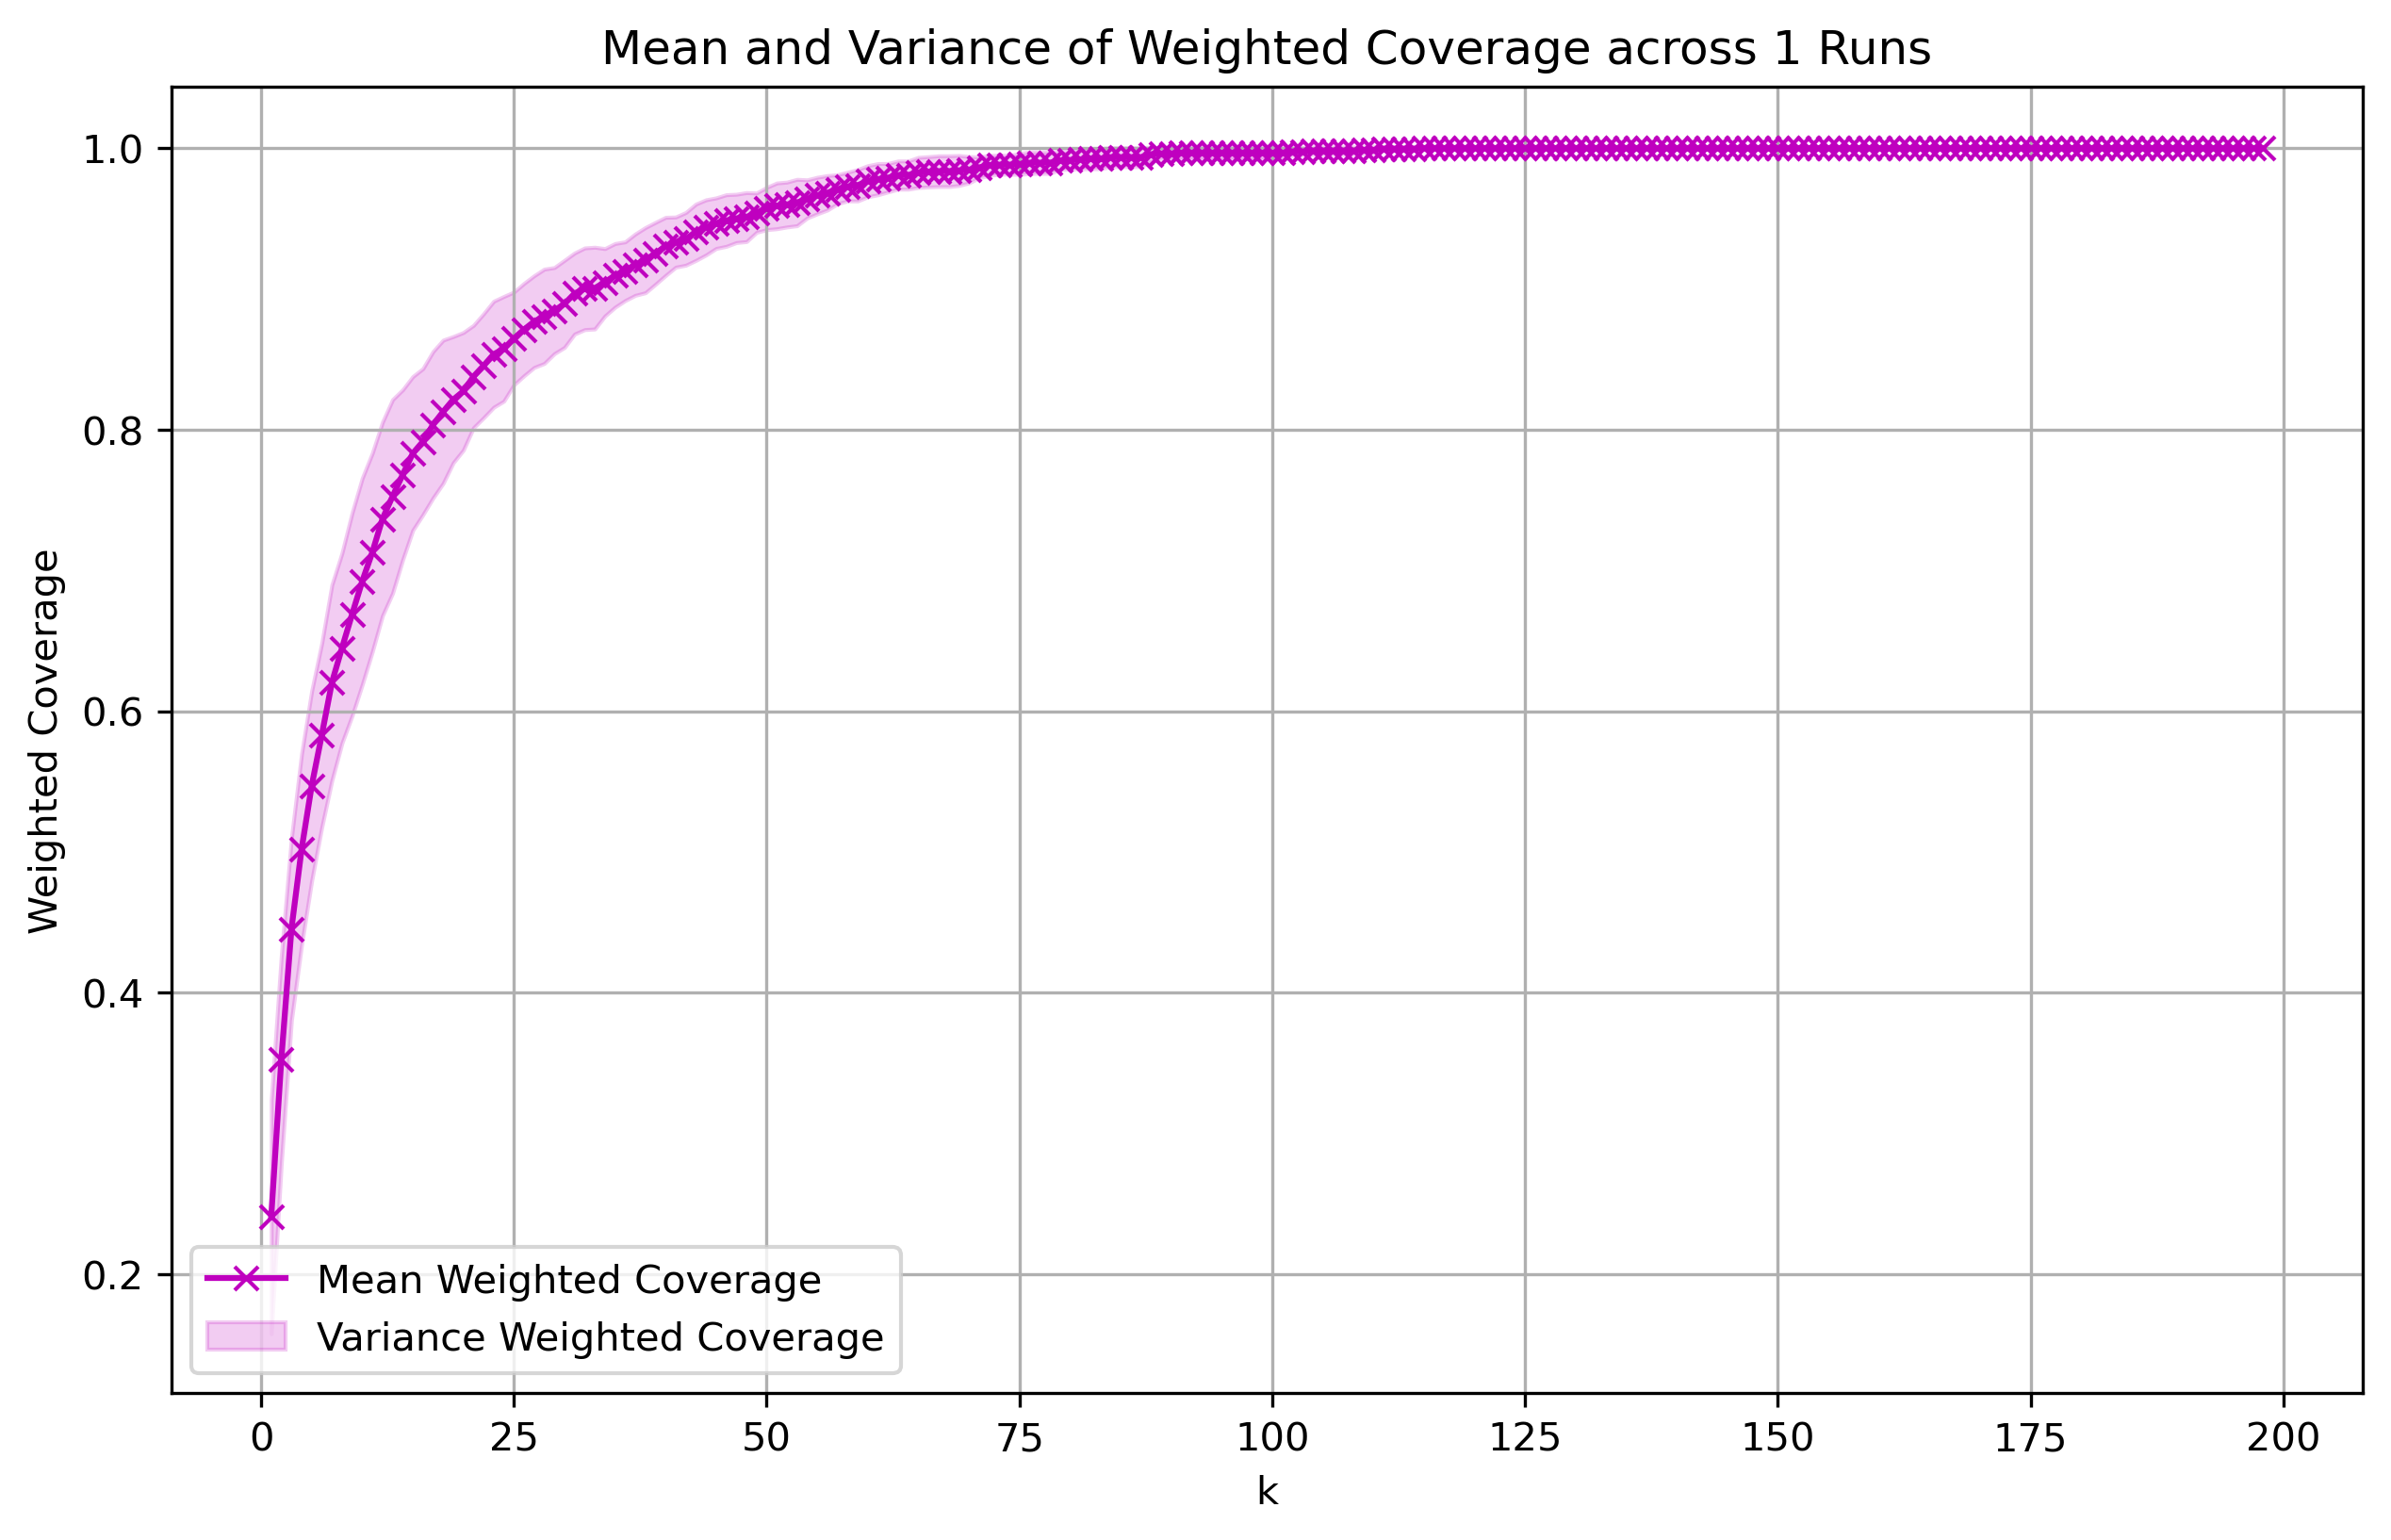 Mean and Variance of Weighted Coverage across 1 Runs
Weighted Coverage
1.0
0.8
0.6
0.4
0.2
Mean Weighted Coverage
Variance Weighted Coverage
0 25 50 75 100 125 150 175 200
k